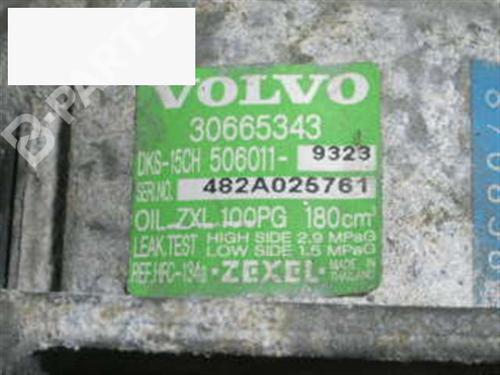 VOLVO
30665343
DKS-15CH 506011- 9323
SER.NO. 482A025761
OIL ZXL 100PG 180cm³
LEAK.TEST HIGH SIDE 2.9 MPaG
LOW SIDE 1.5 MPaG
REF.HFC-134a ZEXEL MADE IN THAILAND
B-PARTS